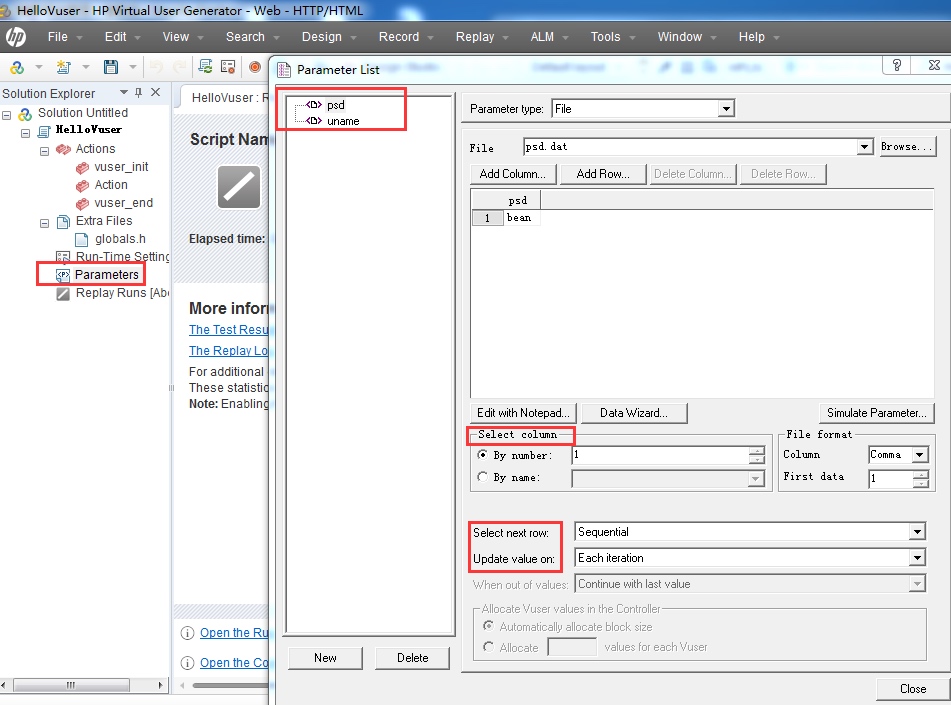 HelloVuser - HP Virtual User Generator - Web - HTTP/HTML
hp File Edit View Search Design Record Replay ALM Tools Window Help
Solution Explorer
Solution Untitled
HelloVuser
Actions
vuser_init
Action
vuser_end
Extra Files
globals.h
Run-Time Setting
Parameters
Replay Runs [Abo
HelloVuser : R
Script Nam
Elapsed time:
More infor
The Test Resu
The Replay Lo
For additional
These statistic
Note: Enabling
Open the Ru
Open the Co
Parameter List
psd
uname
New
Delete
Parameter type: File
File psd.dat Browse...
Add Column... Add Row... Delete Column... Delete Row...
psd
1 bean
Edit with Notepad... Data Wizard... Simulate Parameter...
Select column
By number: 1
By name:
File format
Column Comma
First data 1
Select next row: Sequential
Update value on: Each iteration
When out of values: Continue with last value
Allocate Vuser values in the Controller
Automatically allocate block size
Allocate values for each Vuser
Close